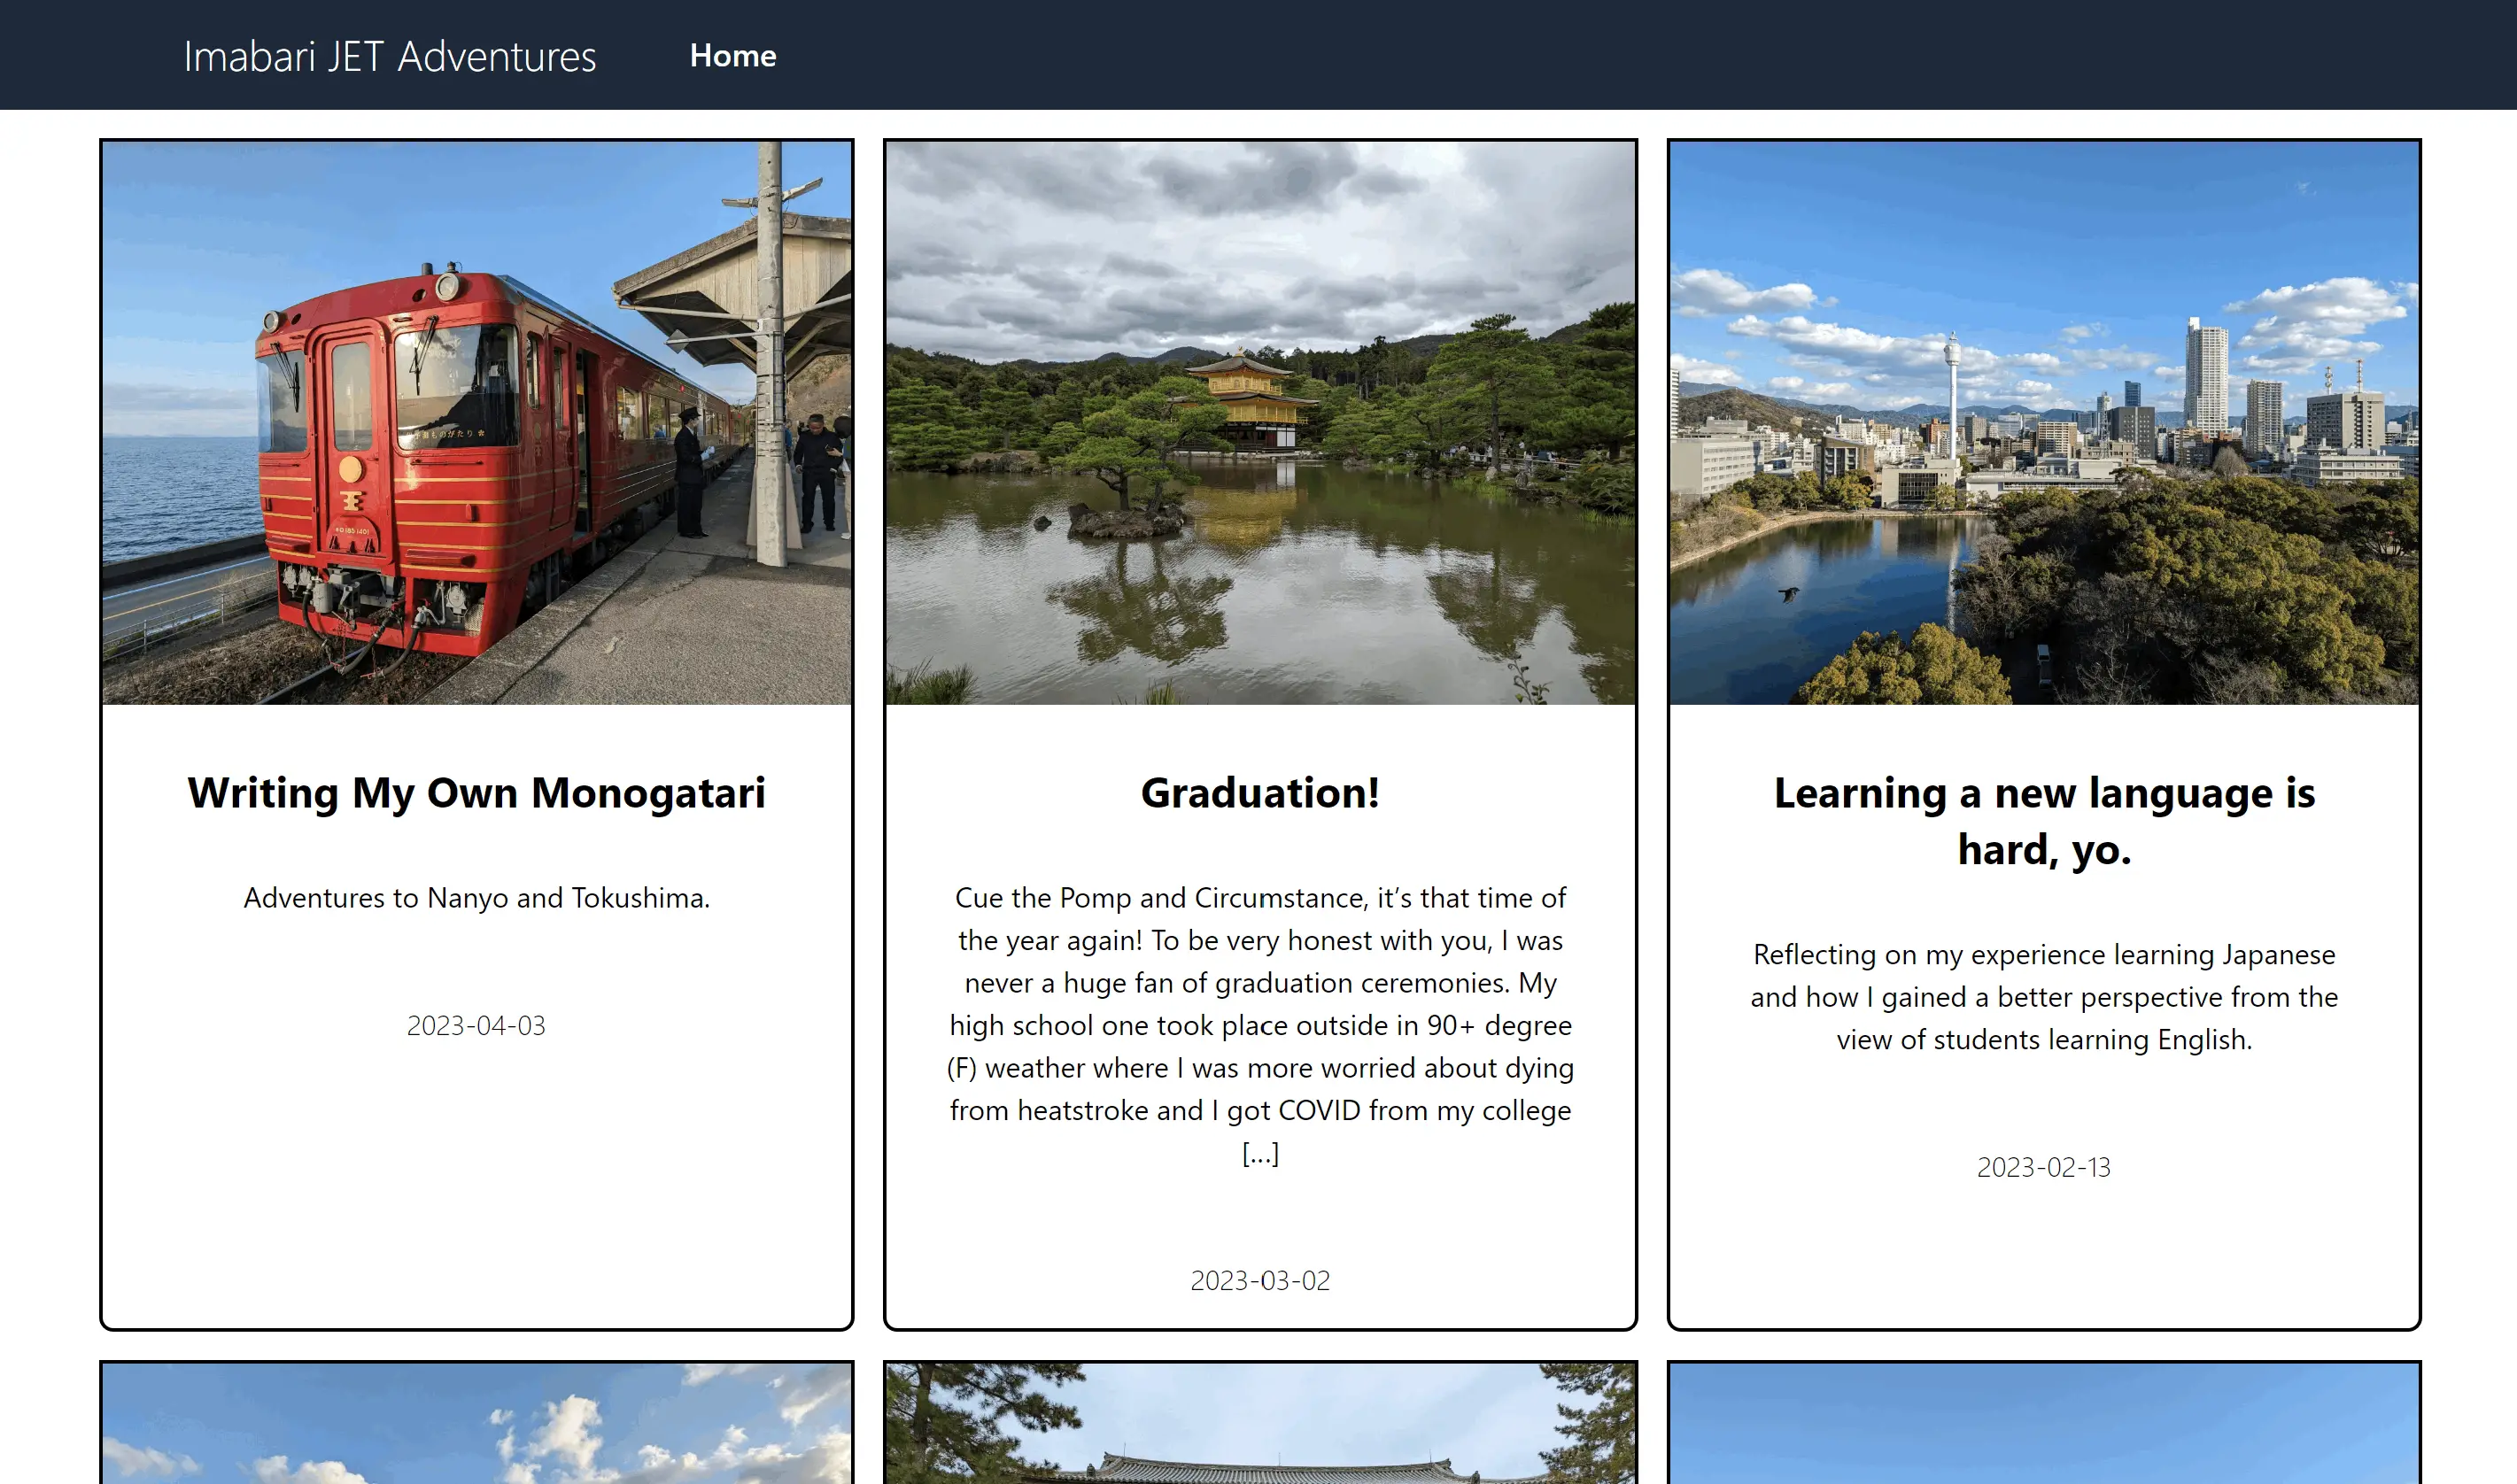 Imabari JET Adventures
Home
Writing My Own Monogatari
Adventures to Nanyo and Tokushima.
2023-04-03
Graduation!
Cue the Pomp and Circumstance, it’s that time of
the year again! To be very honest with you, I was
never a huge fan of graduation ceremonies. My
high school one took place outside in 90+ degree
(F) weather where I was more worried about dying
from heatstroke and I got COVID from my college
[…]
2023-03-02
Learning a new language is
hard, yo.
Reflecting on my experience learning Japanese
and how I gained a better perspective from the
view of students learning English.
2023-02-13